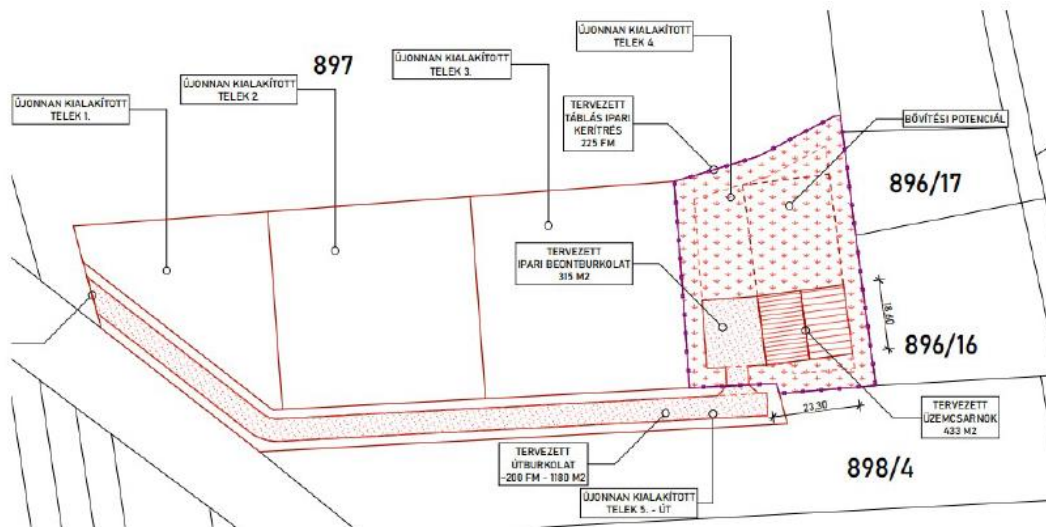 ÚJONNAN KIALAKÍTOTT
TELEK 4.
ÚJONNAN KIALAKÍTOTT
TELEK 3.
897
ÚJONNAN KIALAKÍTOTT
TELEK 2.
ÚJONNAN KIALAKÍTOTT
TELEK 1.
TERVEZETT
TÁBLÁS IPARI
KERÍTRÉS
225 FM
BŐVÍTÉSI POTENCIÁL
896/17
TERVEZETT
IPARI BEONTBURKOLAT
315 M2
18,60
896/16
23,30
TERVEZETT
ÜZEMCSARNOK
433 M2
TERVEZETT
ÚTBURKOLAT
~200 FM - 1180 M2
898/4
ÚJONNAN KIALAKÍTOTT
TELEK 5. - ÚT